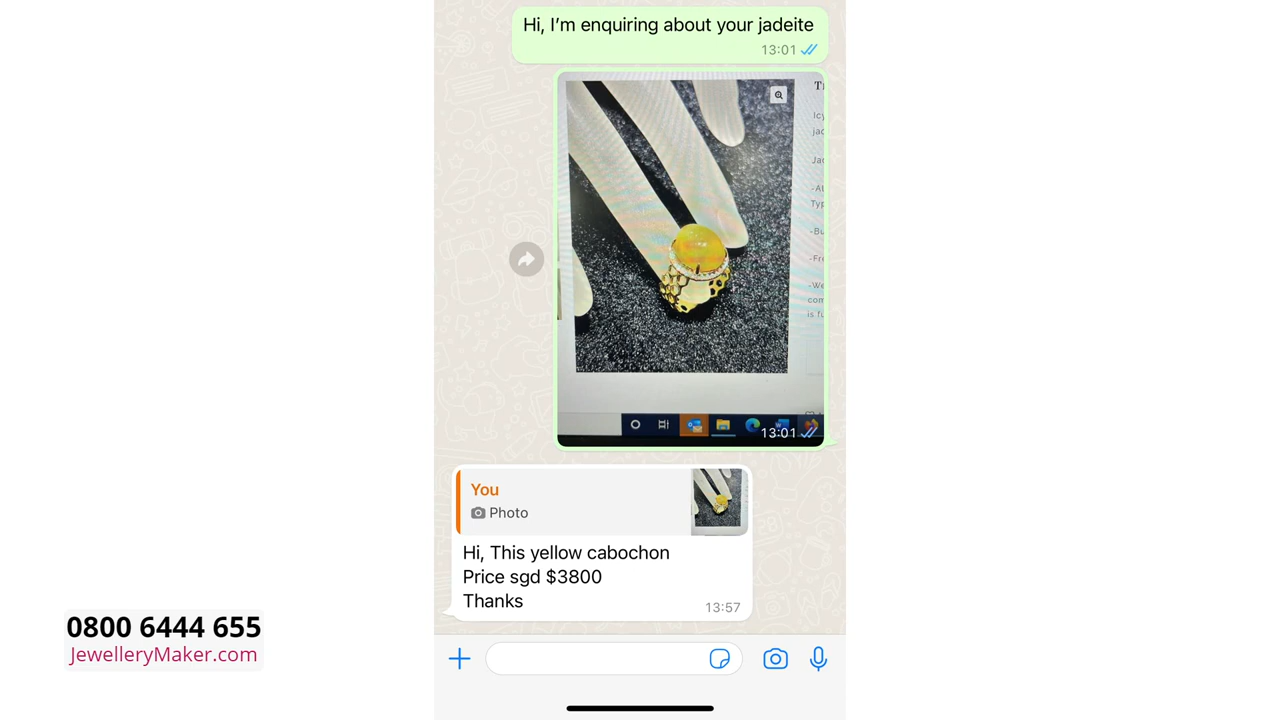 Hi, I’m enquiring about your jadeite
13:01
13:01
You
Photo
Hi, This yellow cabochon
Price sgd $3800
Thanks
13:57
0800 6444 655
JewelleryMaker.com